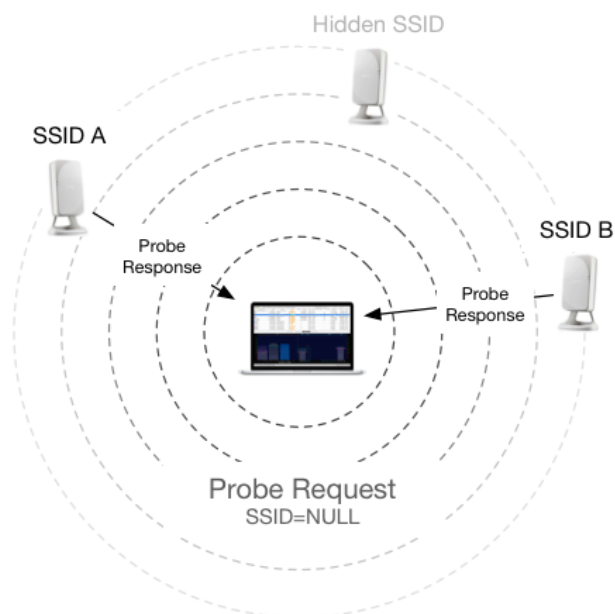 Hidden SSID
SSID A
Probe
Response
SSID B
Probe
Response
Probe Request
SSID=NULL